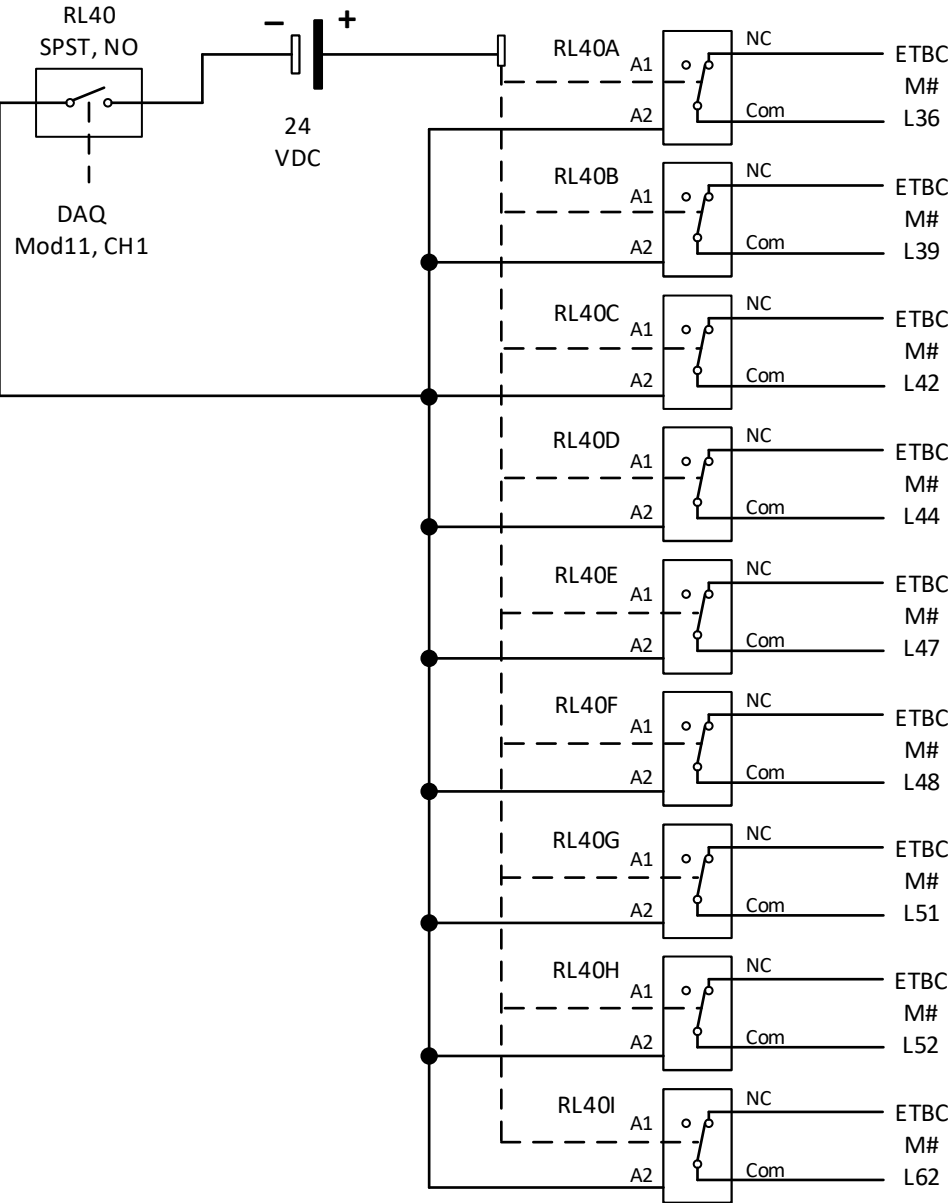 RL40
SPST, NO
− +
24
VDC
DAQ
Mod11, CH1
RL40A
A1
A2
NC
Com
ETBC
M#
L36
RL40B
A1
A2
NC
Com
ETBC
M#
L39
RL40C
A1
A2
NC
Com
ETBC
M#
L42
RL40D
A1
A2
NC
Com
ETBC
M#
L44
RL40E
A1
A2
NC
Com
ETBC
M#
L47
RL40F
A1
A2
NC
Com
ETBC
M#
L48
RL40G
A1
A2
NC
Com
ETBC
M#
L51
RL40H
A1
A2
NC
Com
ETBC
M#
L52
RL40I
A1
A2
NC
Com
ETBC
M#
L62